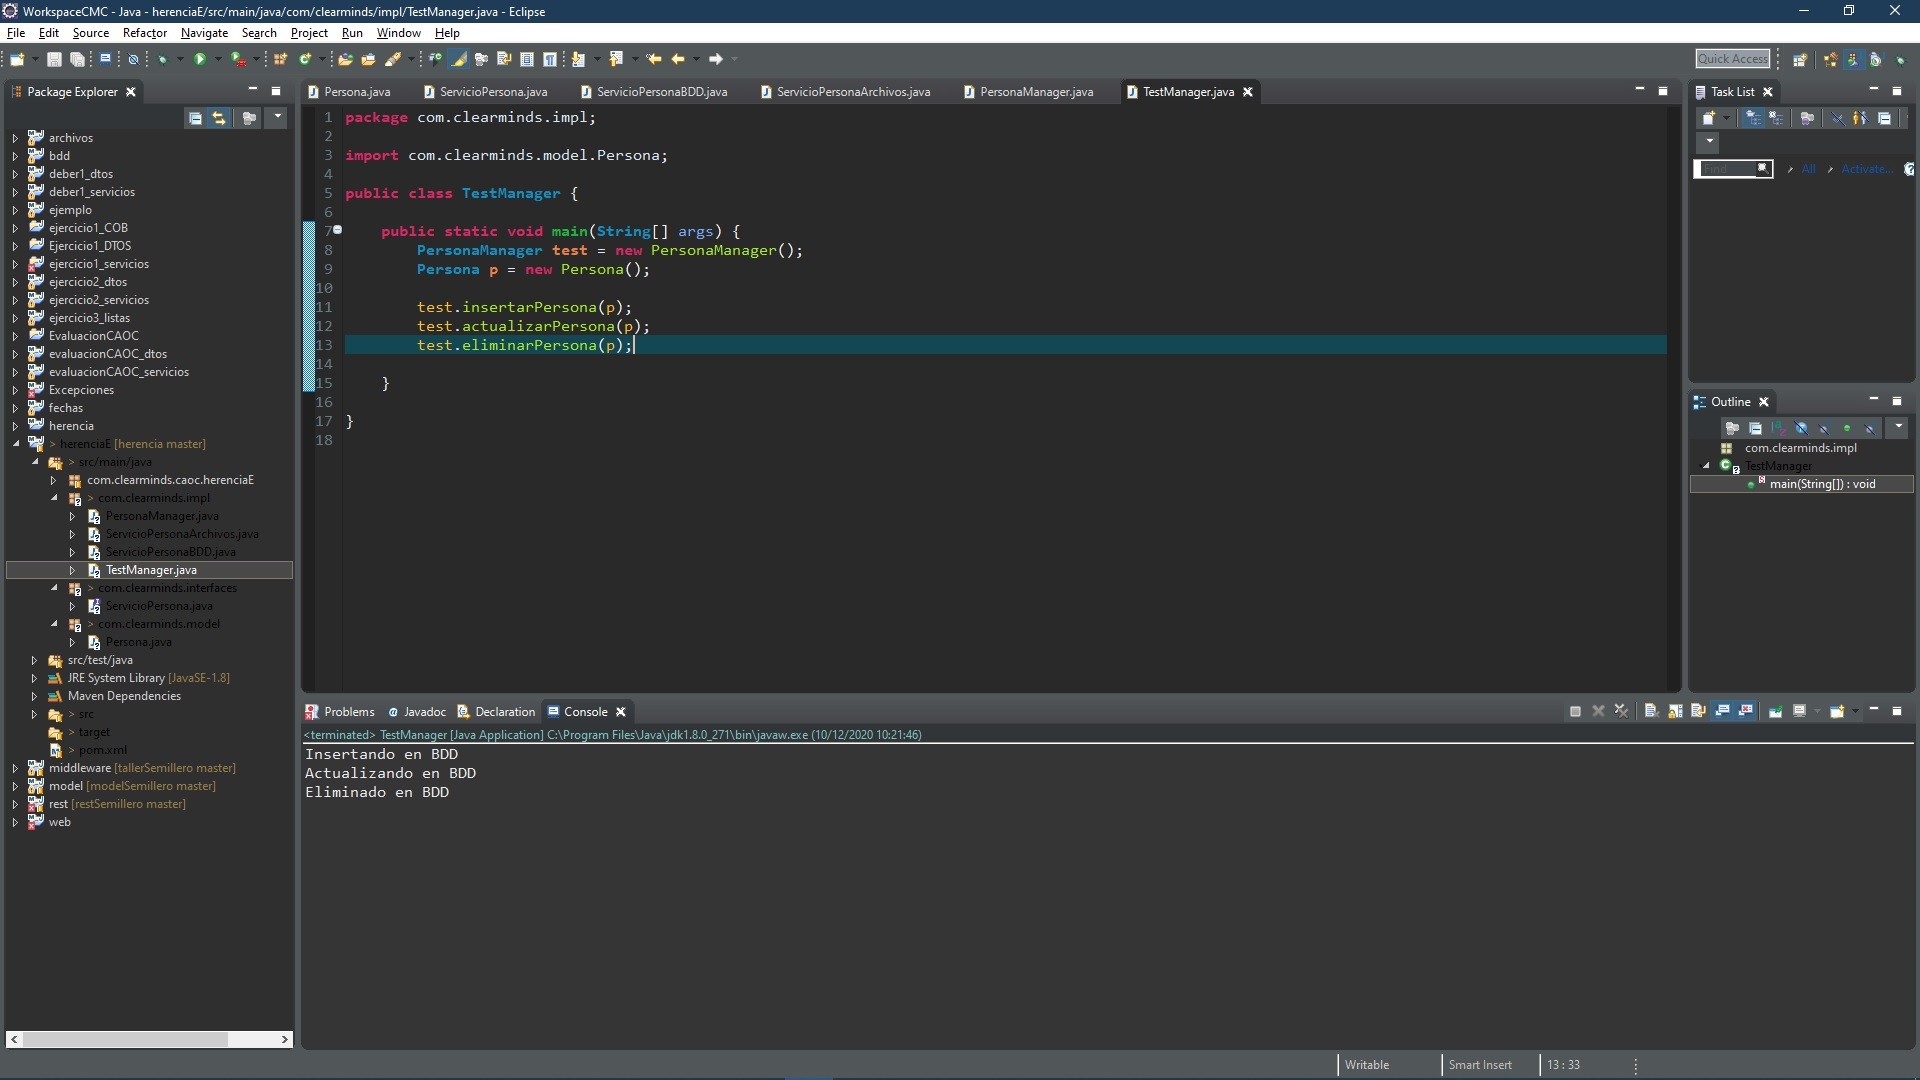 WorkspaceCMC - Java - herenciaE/src/main/java/com/clearminds/impl/TestManager.java - Eclipse
File Edit Source Refactor Navigate Search Project Run Window Help
Quick Access
Package Explorer
archivos
bdd
deber1_dtos
deber1_servicios
ejemplo
ejercicio1_COB
Ejercicio1_DTOS
ejercicio1_servicios
ejercicio2_dtos
ejercicio2_servicios
ejercicio3_listas
EvaluacionCAOC
evaluacionCAOC_dtos
evaluacionCAOC_servicios
Excepciones
fechas
herencia
> herenciaE [herencia master]
> src/main/java
com.clearminds.caoc.herenciaE
> com.clearminds.impl
PersonaManager.java
ServicioPersonaArchivos.java
ServicioPersonaBDD.java
TestManager.java
> com.clearminds.interfaces
ServicioPersona.java
> com.clearminds.model
Persona.java
src/test/java
JRE System Library [JavaSE-1.8]
Maven Dependencies
> src
> target
> pom.xml
middleware [tallerSemillero master]
model [modelSemillero master]
rest [restSemillero master]
web
Persona.java ServicioPersona.java ServicioPersonaBDD.java ServicioPersonaArchivos.java PersonaManager.java TestManager.java
1 package com.clearminds.impl;
2
3 import com.clearminds.model.Persona;
4
5 public class TestManager {
6
7 public static void main(String[] args) {
8 PersonaManager test = new PersonaManager();
9 Persona p = new Persona();
10
11 test.insertarPersona(p);
12 test.actualizarPersona(p);
13 test.eliminarPersona(p);
14
15 }
16
17 }
18
Task List
Find All Activate...
Outline
com.clearminds.impl
TestManager
main(String[]) : void
Problems Javadoc Declaration Console
<terminated> TestManager [Java Application] C:\Program Files\Java\jdk1.8.0_271\bin\javaw.exe (10/12/2020 10:21:46)
Insertando en BDD
Actualizando en BDD
Eliminado en BDD
Writable Smart Insert 13 : 33